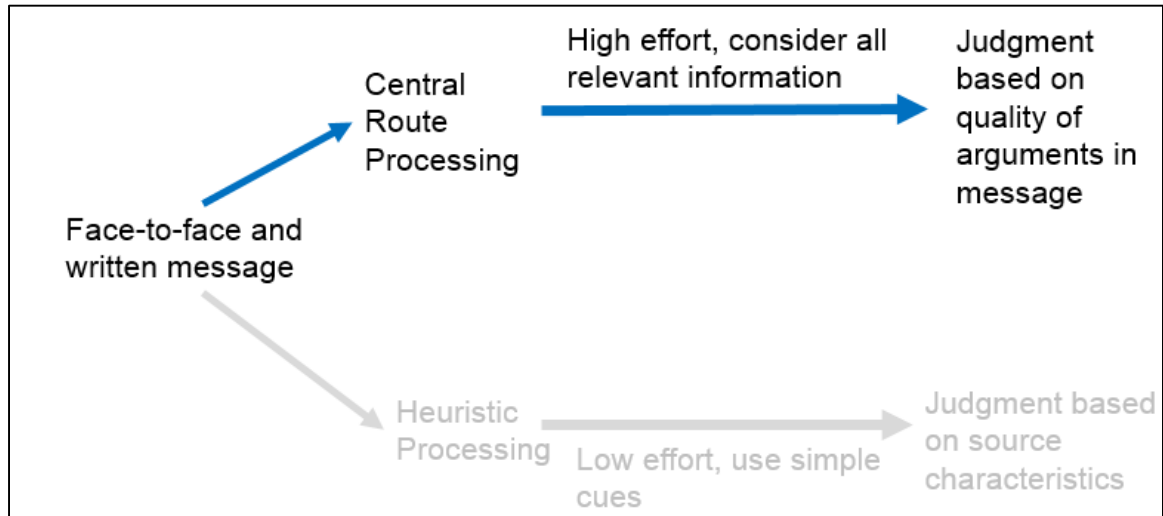 Face-to-face and
written message
Central
Route
Processing
High effort, consider all
relevant information
Judgment
based on
quality of
arguments in
message
Heuristic
Processing
Low effort, use simple
cues
Judgment based
on source
characteristics